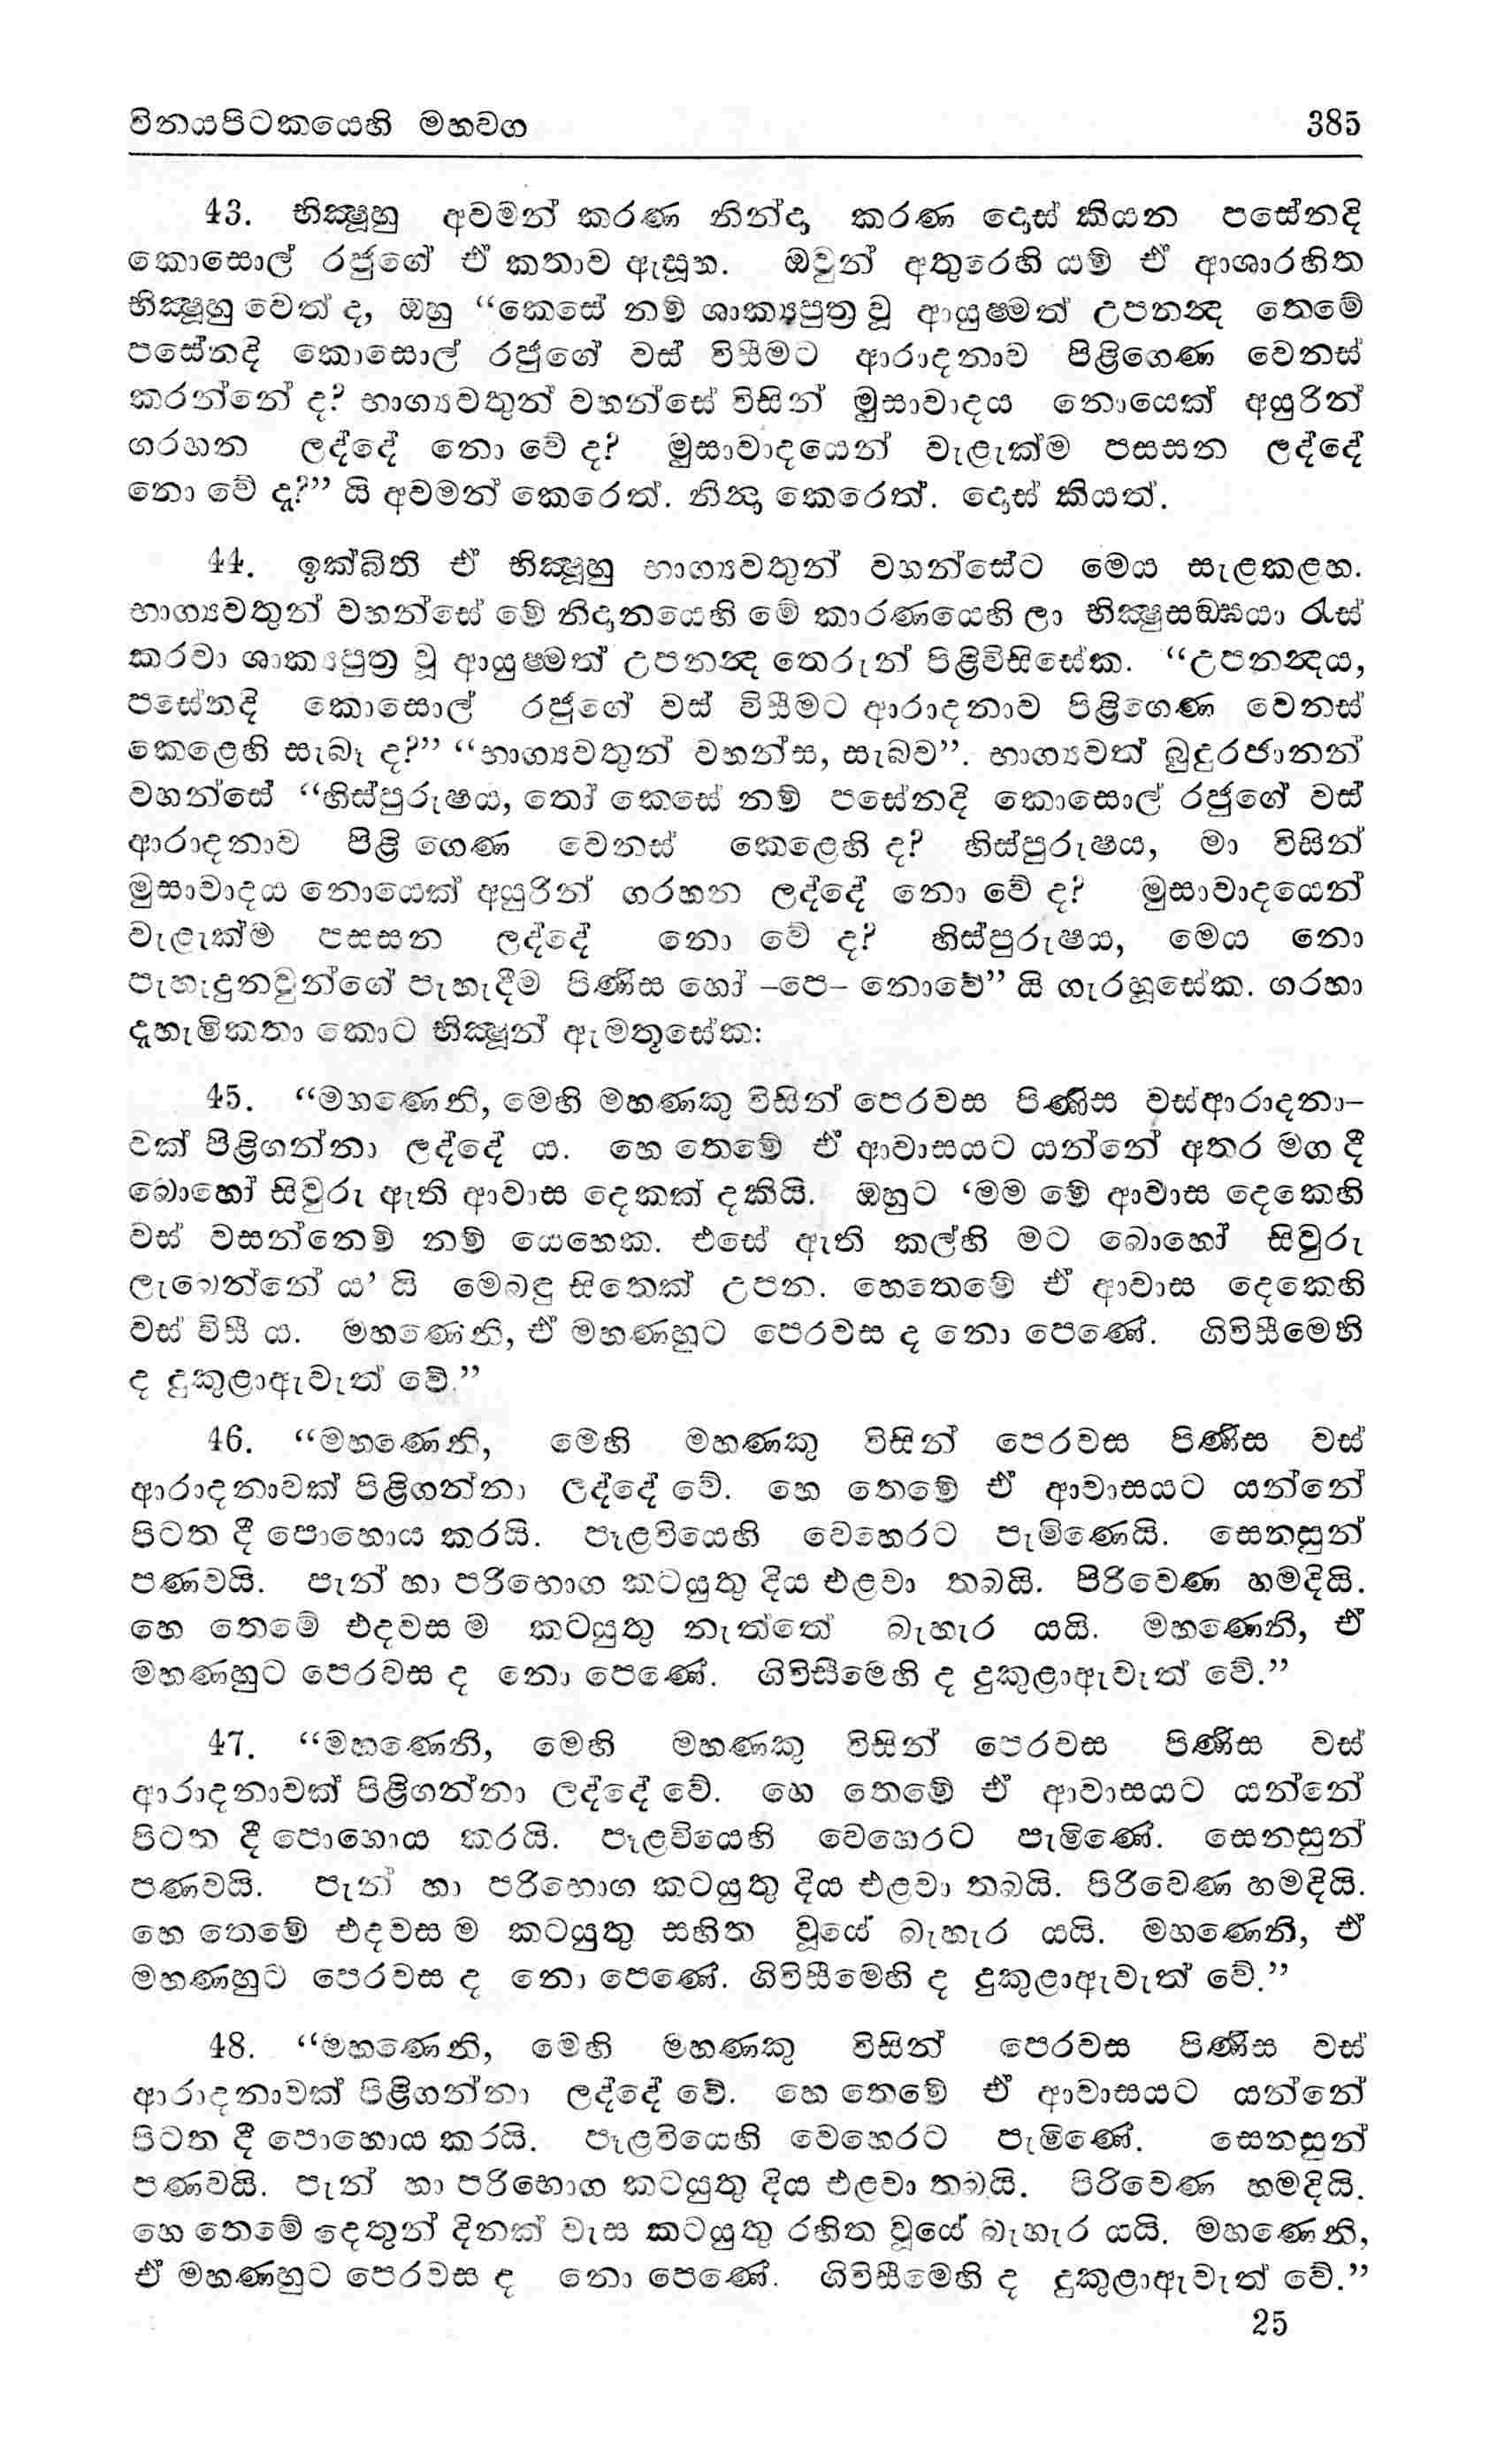 විනයපිටකයෙහි මහවග 385
43. භික්‍ෂූහු අවමන් කරණ නින්දා කරණ දොස් කියන පසේනදි
කොසොල් රජුගේ ඒ කතාව ඇසූහ. ඔවුන් අතුරෙහි යම් ඒ ආශාරහිත
භික්‍ෂූහු වෙත් ද, ඔහු “කෙසේ නම් ශාක්‍යපුත්‍ර වූ ආයුෂ්මත් උපනන්‍ද තෙමේ
පසේනදි කොසොල් රජුගේ වස් විසීමට ආරාදනාව පිළිගෙණ වෙනස්
කරන්නේ ද? භාග්‍යවතුන් වහන්සේ විසින් මුසාවාදය නොයෙක් අයුරින්
ගරහන ලද්දේ නො වේ ද? මුසාවාදයෙන් වැළැක්ම පසසන ලද්දේ
නො වේ දැ?” යි අවමන් කෙරෙත්. නින්‍දා කෙරෙත්. දොස් කියත්.
44. ඉක්බිති ඒ භික්‍ෂූහු භාග්‍යවතුන් වහන්සේට මෙය සැළකළහ.
භාග්‍යවතුන් වහන්සේ මේ නිදානයෙහි මේ කාරණයෙහි ලා භික්‍ෂුසඞ්ඝයා රැස්
කරවා ශාක්‍යපුත්‍ර වූ ආයුෂ්මත් උපනන්‍ද තෙරුන් පිළිවිසිසේක. “උපනන්‍දය,
පසේනදි කොසොල් රජුගේ වස් විසීමට ආරාදනාව පිළිගෙණ වෙනස්
කෙළෙහි සැබෑ ද?” “භාග්‍යවතුන් වහන්ස, සැබව”. භාග්‍යවත් බුදුරජානන්
වහන්සේ “හිස්පුරුෂය, තෝ කෙසේ නම් පසේනදි කොසොල් රජුගේ වස්
ආරාදනාව පිළි ගෙණ වෙනස් කෙළෙහි ද? හිස්පුරුෂය, මා විසින්
මුසාවාදය නොයෙක් අයුරින් ගරහන ලද්දේ නො වේ ද? මුසාවාදයෙන්
වැළැක්ම පසසන ලද්දේ නො වේ ද? හිස්පුරුෂය, මෙය නො
පැහැදුනවුන්ගේ පැහැදීම පිණිස හෝ –පෙ– නොවේ” යි ගැරහූසේක. ගරහා
දැහැමිකතා කොට භික්‍ෂූන් ඇමතූසේක:
45. “මහණෙනි, මෙහි මහණකු විසින් පෙරවස පිණිස වස්ආරාදනා–
වක් පිළිගන්නා ලද්දේ ය. හෙ තෙමේ ඒ ආවාසයට යන්නේ අතර මග දී
බොහෝ සිවුරු ඇති ආවාස දෙකක් දකියි. ඔහුට ‘මම මේ ආවාස දෙකෙහි
වස් වසන්නෙම් නම් යෙහෙක. එසේ ඇති කල්හි මට බොහෝ සිවුරු
ලැබෙන්නේ ය’ යි මෙබඳු සිතෙක් උපන. හෙතෙමේ ඒ ආවාස දෙකෙහි
වස් විසී ය. මහණෙනි, ඒ මහණහුට පෙරවස ද නො පෙණේ. ගිවිසීමෙහි
ද දුකුළාඇවැත් වේ.”
46. “මහණෙනි, මෙහි මහණකු විසින් පෙරවස පිණිස වස්
ආරාදනාවක් පිළිගන්නා ලද්දේ වේ. හෙ තෙමේ ඒ ආවාසයට යන්නේ
පිටත දී පොහොය කරයි. පෑළවියෙහි වෙහෙරට පැමිණෙයි. සෙනසුන්
පණවයි. පැන් හා පරිභොග කටයුතු දිය එළවා තබයි. පිරිවෙණ හමදියි.
හෙ තෙමේ එදවස ම කටයුතු නැත්තේ බැහැර යයි. මහණෙනි, ඒ
මහණහුට පෙරවස ද නො පෙණේ. ගිවිසීමෙහි ද දුකුළාඇවැත් වේ.”
47. “මහණෙනි, මෙහි මහණකු විසින් පෙරවස පිණිස වස්
ආරාදනාවක් පිළිගන්නා ලද්දේ වේ. හෙ තෙමේ ඒ ආවාසයට යන්නේ
පිටත දී පොහොය කරයි. පෑළවියෙහි වෙහෙරට පැමිණේ. සෙනසුන්
පණවයි. පැන් හා පරිභොග කටයුතු දිය එළවා තබයි. පිරිවෙණ හමදියි.
හෙ තෙමේ එදවස ම කටයුතු සහිත වූයේ බැහැර යයි. මහණෙනි, ඒ
මහණහුට පෙරවස ද නො පෙණේ. ගිවිසීමෙහි ද දුකුළාඇවැත් වේ.”
48. “මහණෙනි, මෙහි මහණකු විසින් පෙරවස පිණිස වස්
ආරාදනාවක් පිළිගන්නා ලද්දේ වේ. හෙ තෙමේ ඒ ආවාසයට යන්නේ
පිටත දී පොහොය කරයි. පෑළවියෙහි වෙහෙරට පැමිණේ. සෙනසුන්
පණවයි. පැන් හා පරිභොග කටයුතු දිය එළවා තබයි. පිරිවෙණ හමදියි.
හෙ තෙමේ දෙතුන් දිනක් වැස කටයුතු රහිත වූයේ බැහැර යයි. මහණෙනි,
ඒ මහණහුට පෙරවස ද නො පෙණේ. ගිවිසීමෙහි ද දුකුළාඇවැත් වේ.”
25